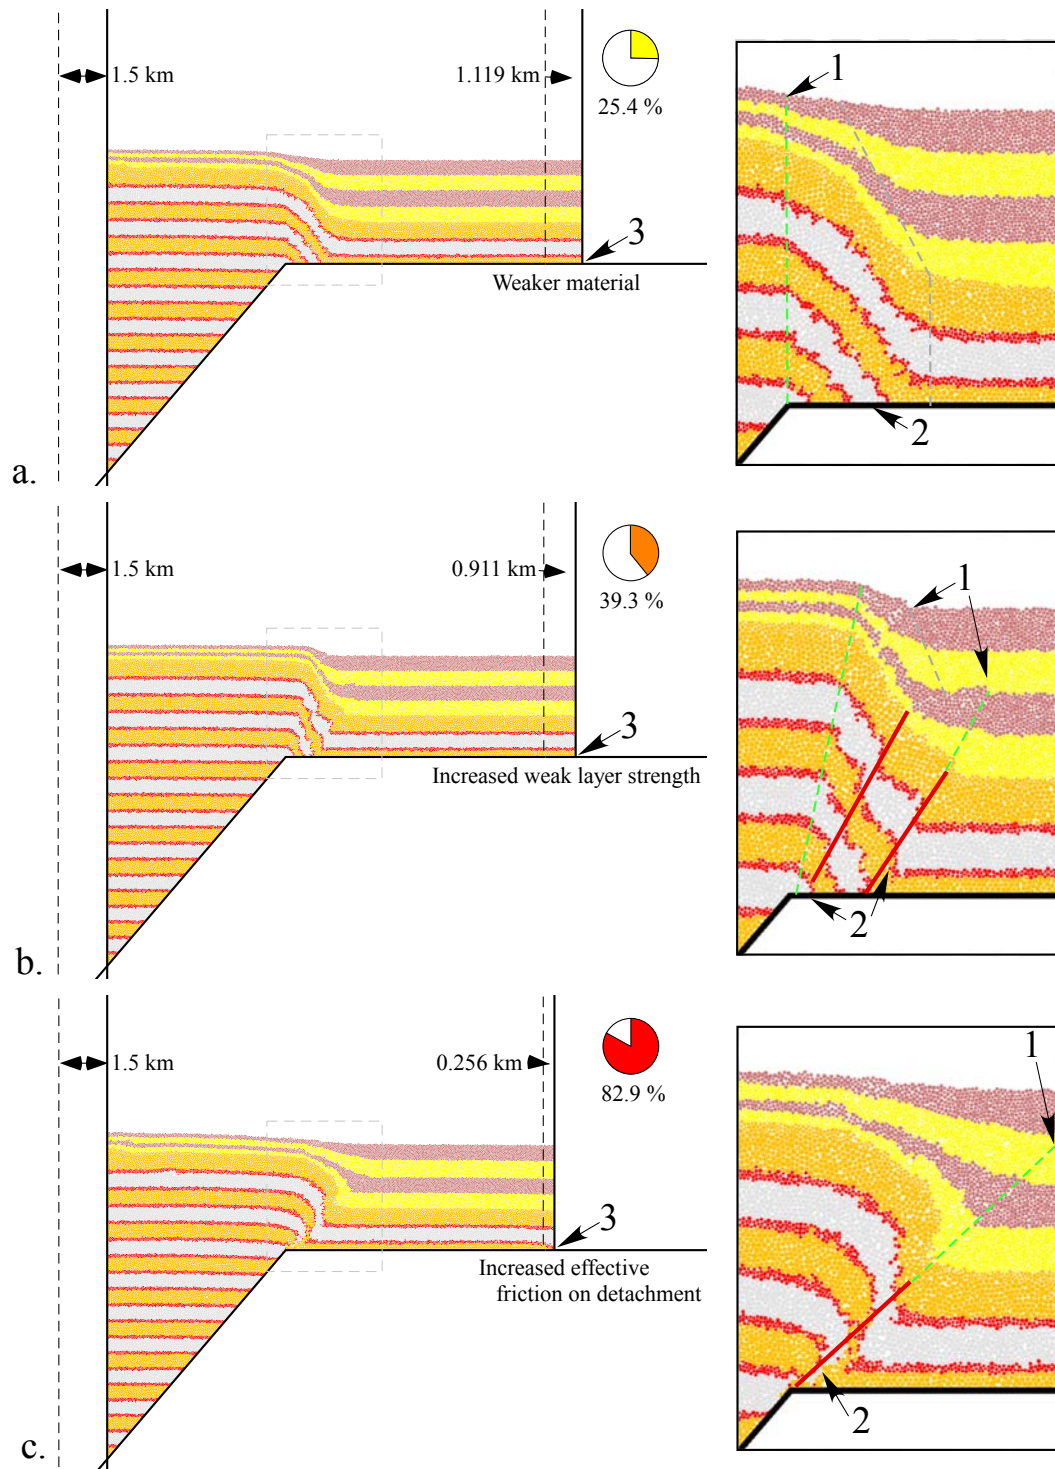 1.5 km
1.119 km
25.4 %
1
3
Weaker material
2
a.
1.5 km
0.911 km
39.3 %
1
3
Increased weak layer strength
2
b.
1.5 km
0.256 km
82.9 %
1
3
Increased effective
friction on detachment
2
c.